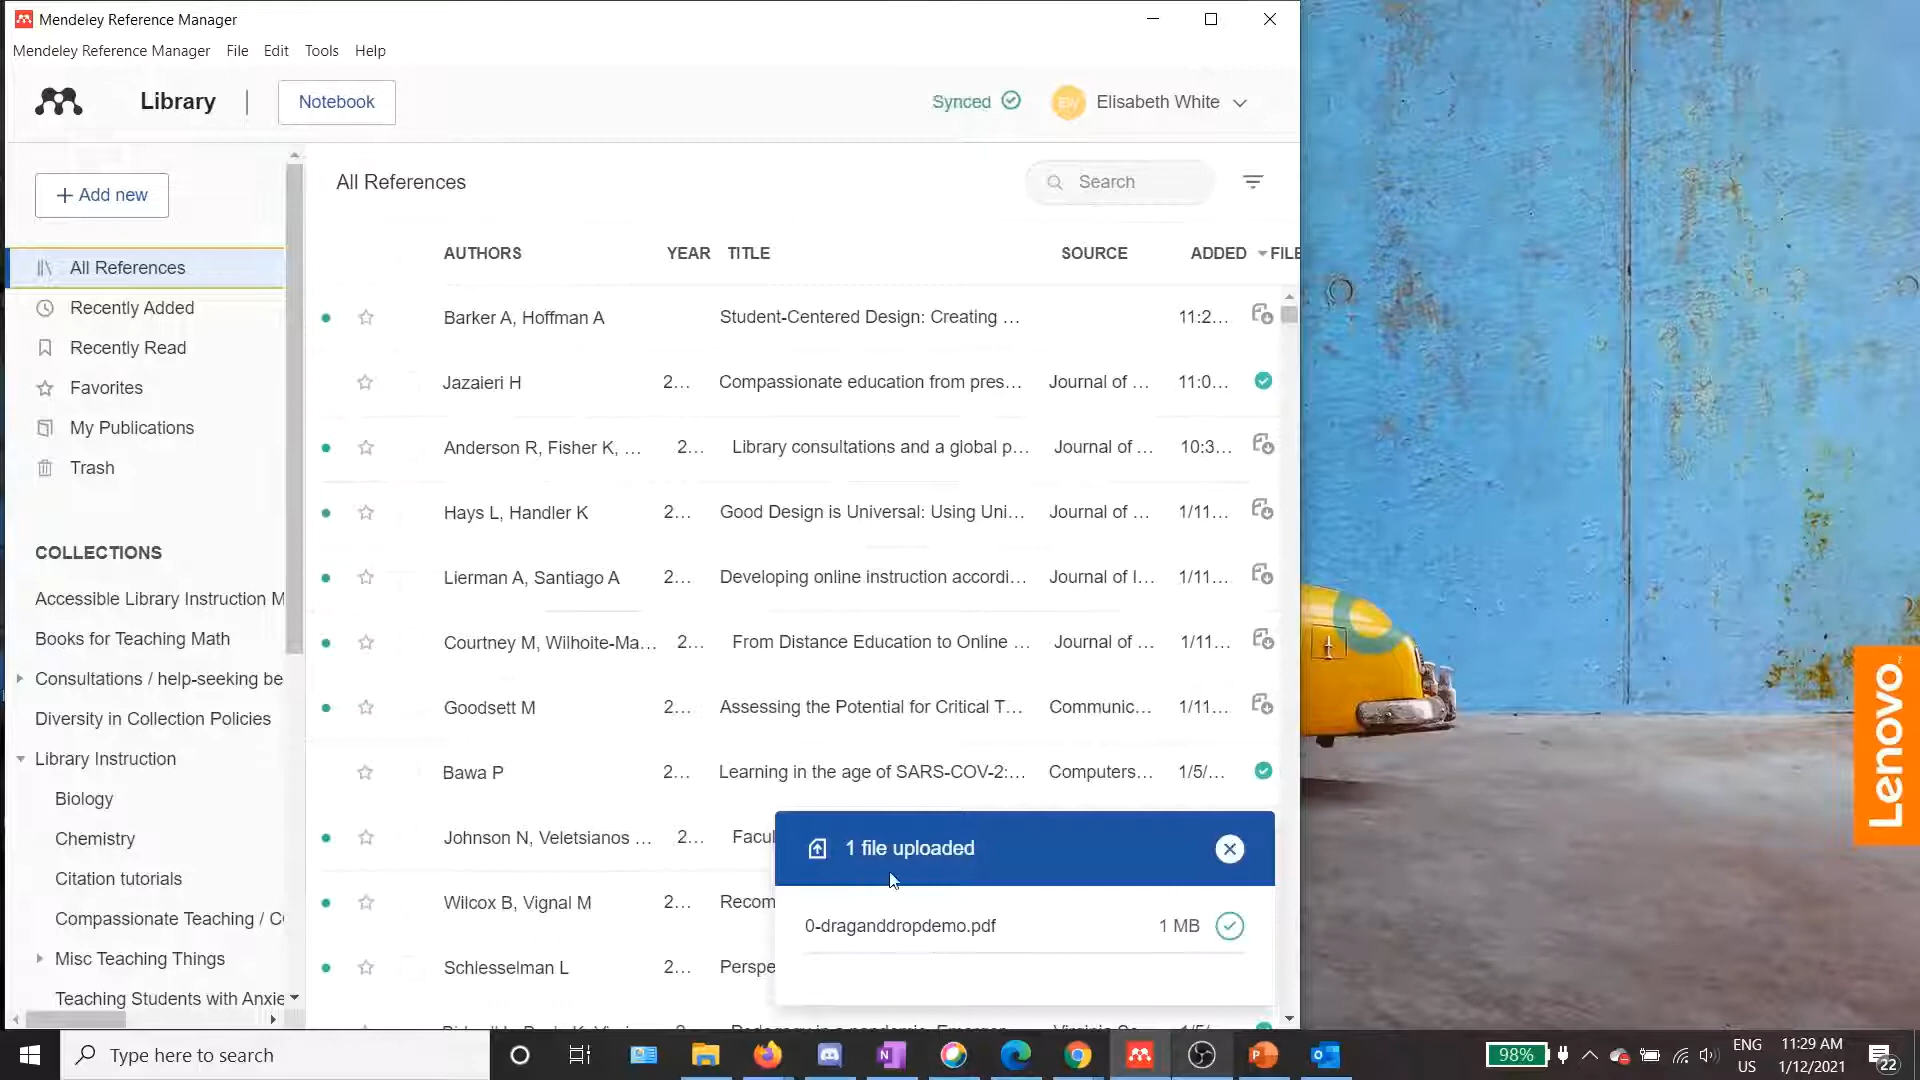 Mendeley Reference Manager
Mendeley Reference Manager File Edit Tools Help
Library | Notebook Synced EW Elisabeth White
+ Add new
All References
Recently Added
Recently Read
Favorites
My Publications
Trash
COLLECTIONS
Accessible Library Instruction M
Books for Teaching Math
Consultations / help-seeking be
Diversity in Collection Policies
Library Instruction
Biology
Chemistry
Citation tutorials
Compassionate Teaching / C
Misc Teaching Things
Teaching Students with Anxie
All References Search
AUTHORS YEAR TITLE SOURCE ADDED FILE
Barker A, Hoffman A Student-Centered Design: Creating ... 11:2...
Jazaieri H 2... Compassionate education from pres... Journal of ... 11:0...
Anderson R, Fisher K, ... 2... Library consultations and a global p... Journal of ... 10:3...
Hays L, Handler K 2... Good Design is Universal: Using Uni... Journal of ... 1/11...
Lierman A, Santiago A 2... Developing online instruction accordi... Journal of I... 1/11...
Courtney M, Wilhoite-Ma... 2... From Distance Education to Online ... Journal of ... 1/11...
Goodsett M 2... Assessing the Potential for Critical T... Communic... 1/11...
Bawa P 2... Learning in the age of SARS-COV-2:... Computers... 1/5/...
Johnson N, Veletsianos ... 2... Facul
Wilcox B, Vignal M 2... Recom
Schlesselman L 2... Perspe
1 file uploaded
0-draganddropdemo.pdf 1 MB
Lenovo
Type here to search
98%
ENG
US
11:29 AM
1/12/2021
22